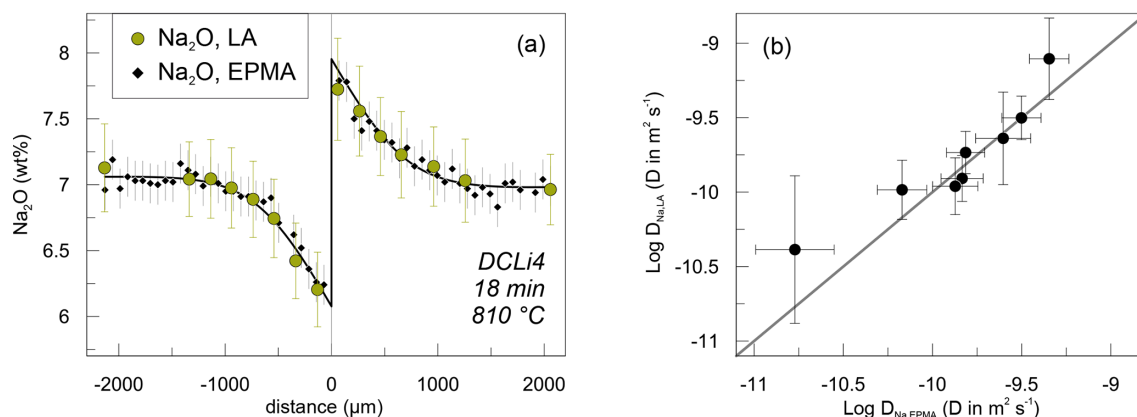 Na₂O, LA
Na₂O, EPMA
(a)
8
7.5
7
6.5
6
Na₂O (wt%)
DCLi4
18 min
810 °C
-2000 -1000 0 1000 2000
distance (µm)
(b)
-9
-9.5
-10
-10.5
-11
Log D Na,LA (D in m² s⁻¹)
-11 -10.5 -10 -9.5 -9
Log D Na,EPMA (D in m² s⁻¹)